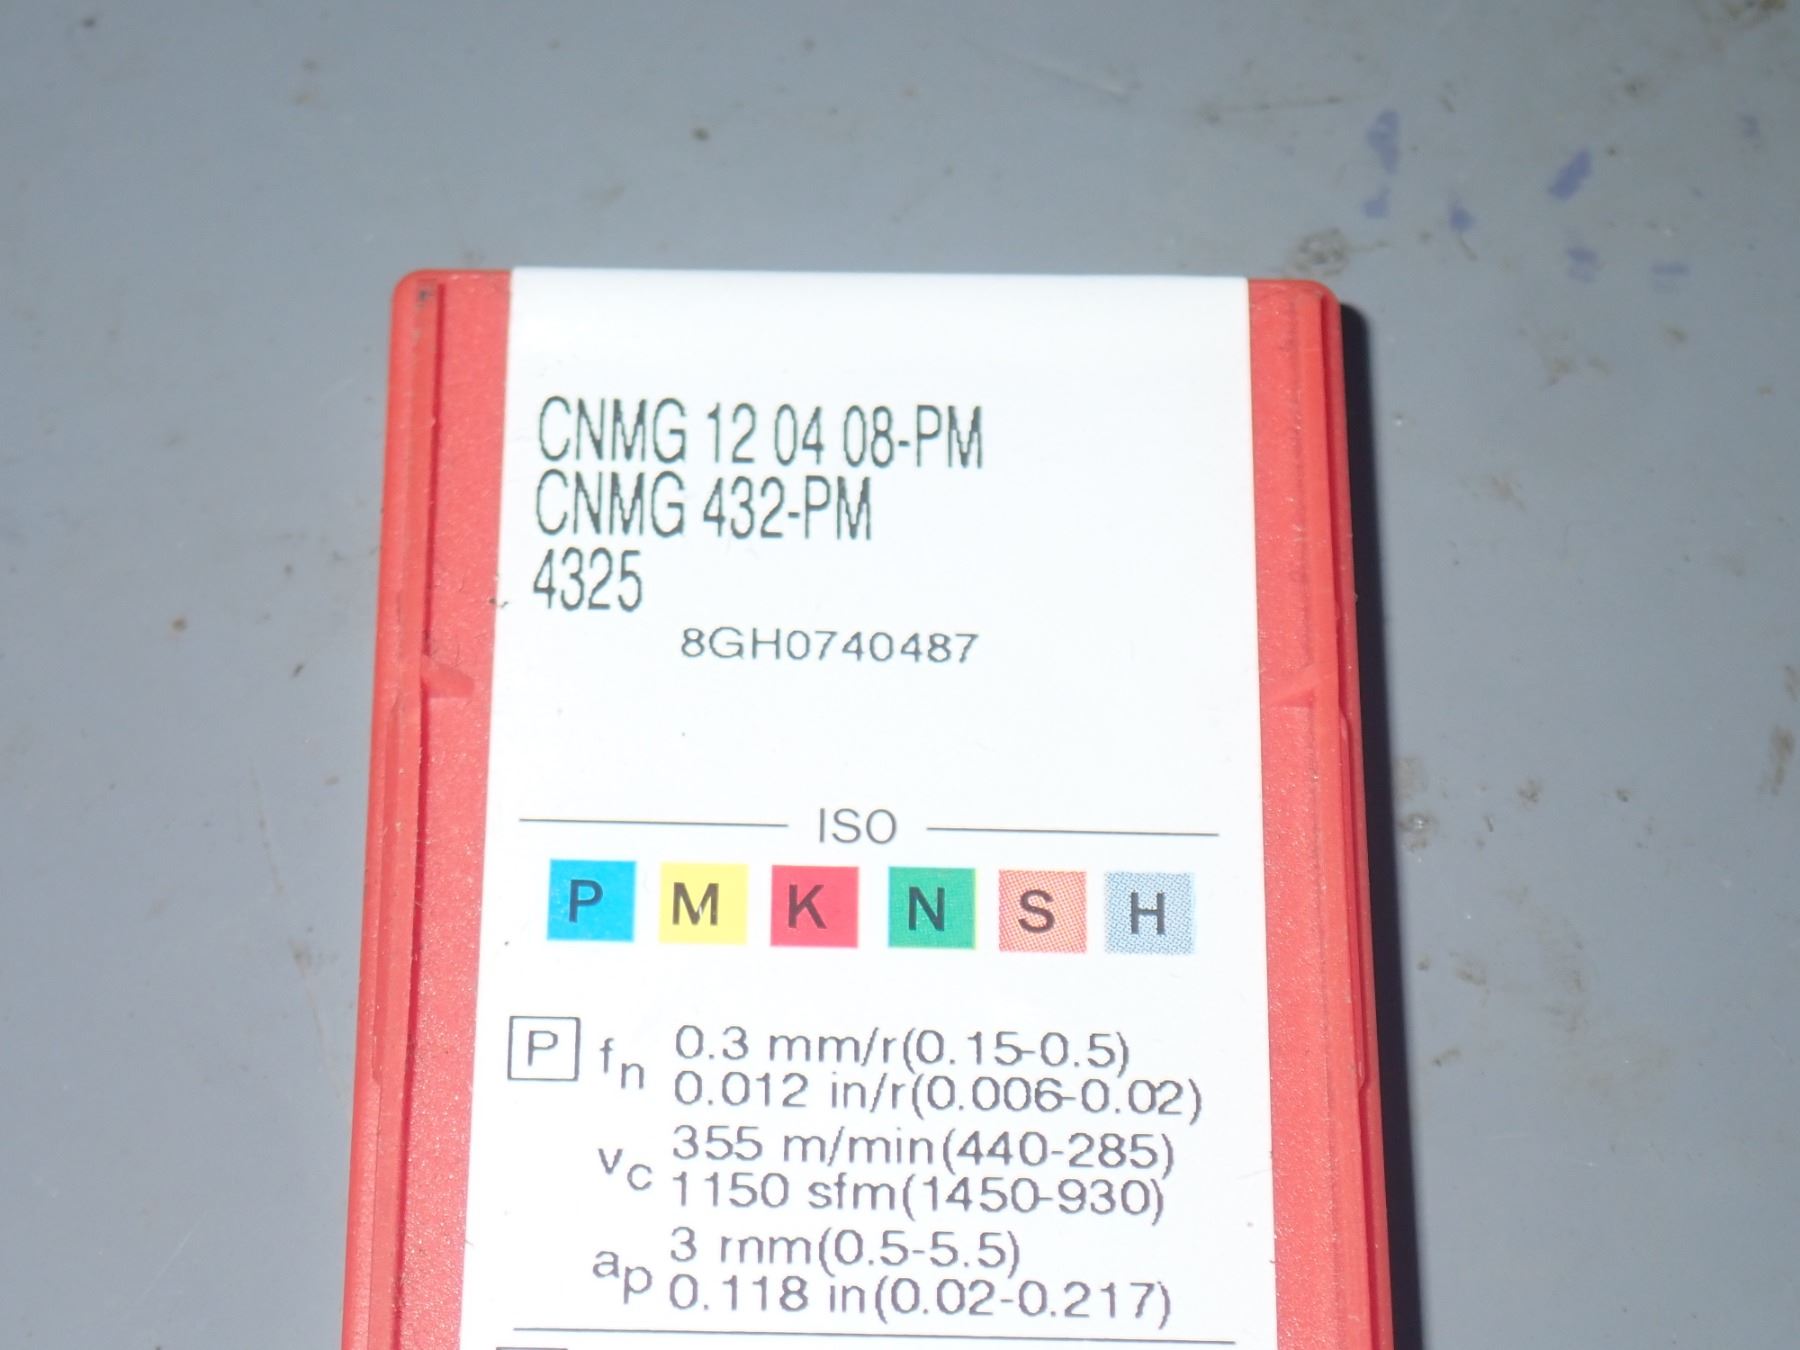 CNMG 12 04 08-PM
CNMG 432-PM
4325
8GH0740487
ISO
P M K N S H
P fn 0.3 mm/r(0.15-0.5)
0.012 in/r(0.006-0.02)
vc 355 m/min(440-285)
1150 sfm(1450-930)
ap 3 mm(0.5-5.5)
0.118 in(0.02-0.217)